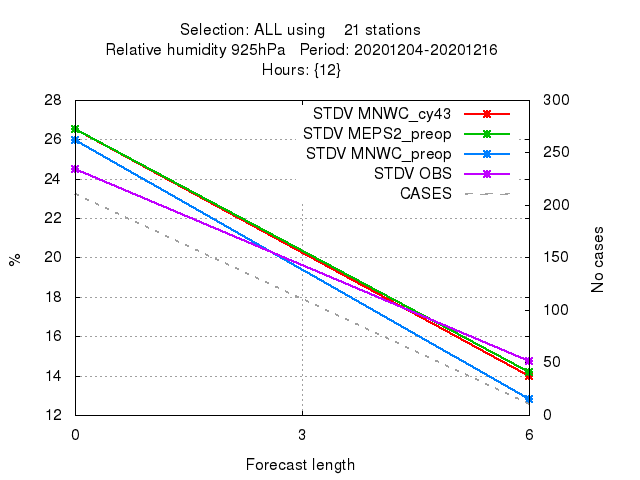 Selection: ALL using 21 stations
Relative humidity 925hPa Period: 20201204-20201216
Hours: {12}
28 300
STDV MNWC_cy43
26 STDV MEPS2_preop 250
STDV MNWC_preop
24 STDV OBS
CASES 200
22
% 20 150 No cases
18
16 100
14 50
12 0
0 3 6
Forecast length